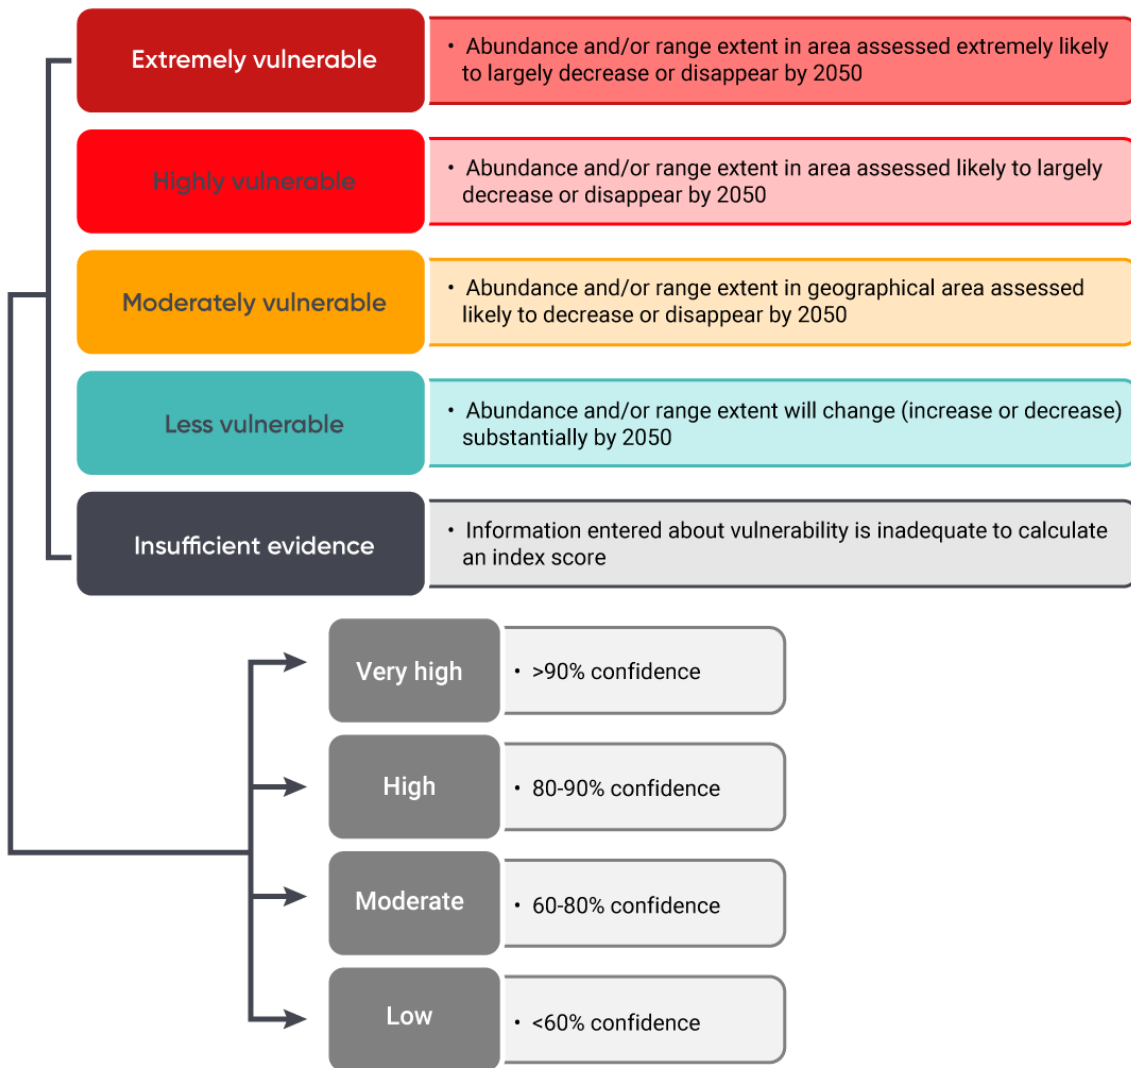 Extremely vulnerable
• Abundance and/or range extent in area assessed extremely likely
to largely decrease or disappear by 2050
Highly vulnerable
• Abundance and/or range extent in area assessed likely to largely
decrease or disappear by 2050
Moderately vulnerable
• Abundance and/or range extent in geographical area assessed
likely to decrease or disappear by 2050
Less vulnerable
• Abundance and/or range extent will change (increase or decrease)
substantially by 2050
Insufficient evidence
• Information entered about vulnerability is inadequate to calculate
an index score
Very high
• >90% confidence
High
• 80-90% confidence
Moderate
• 60-80% confidence
Low
• <60% confidence